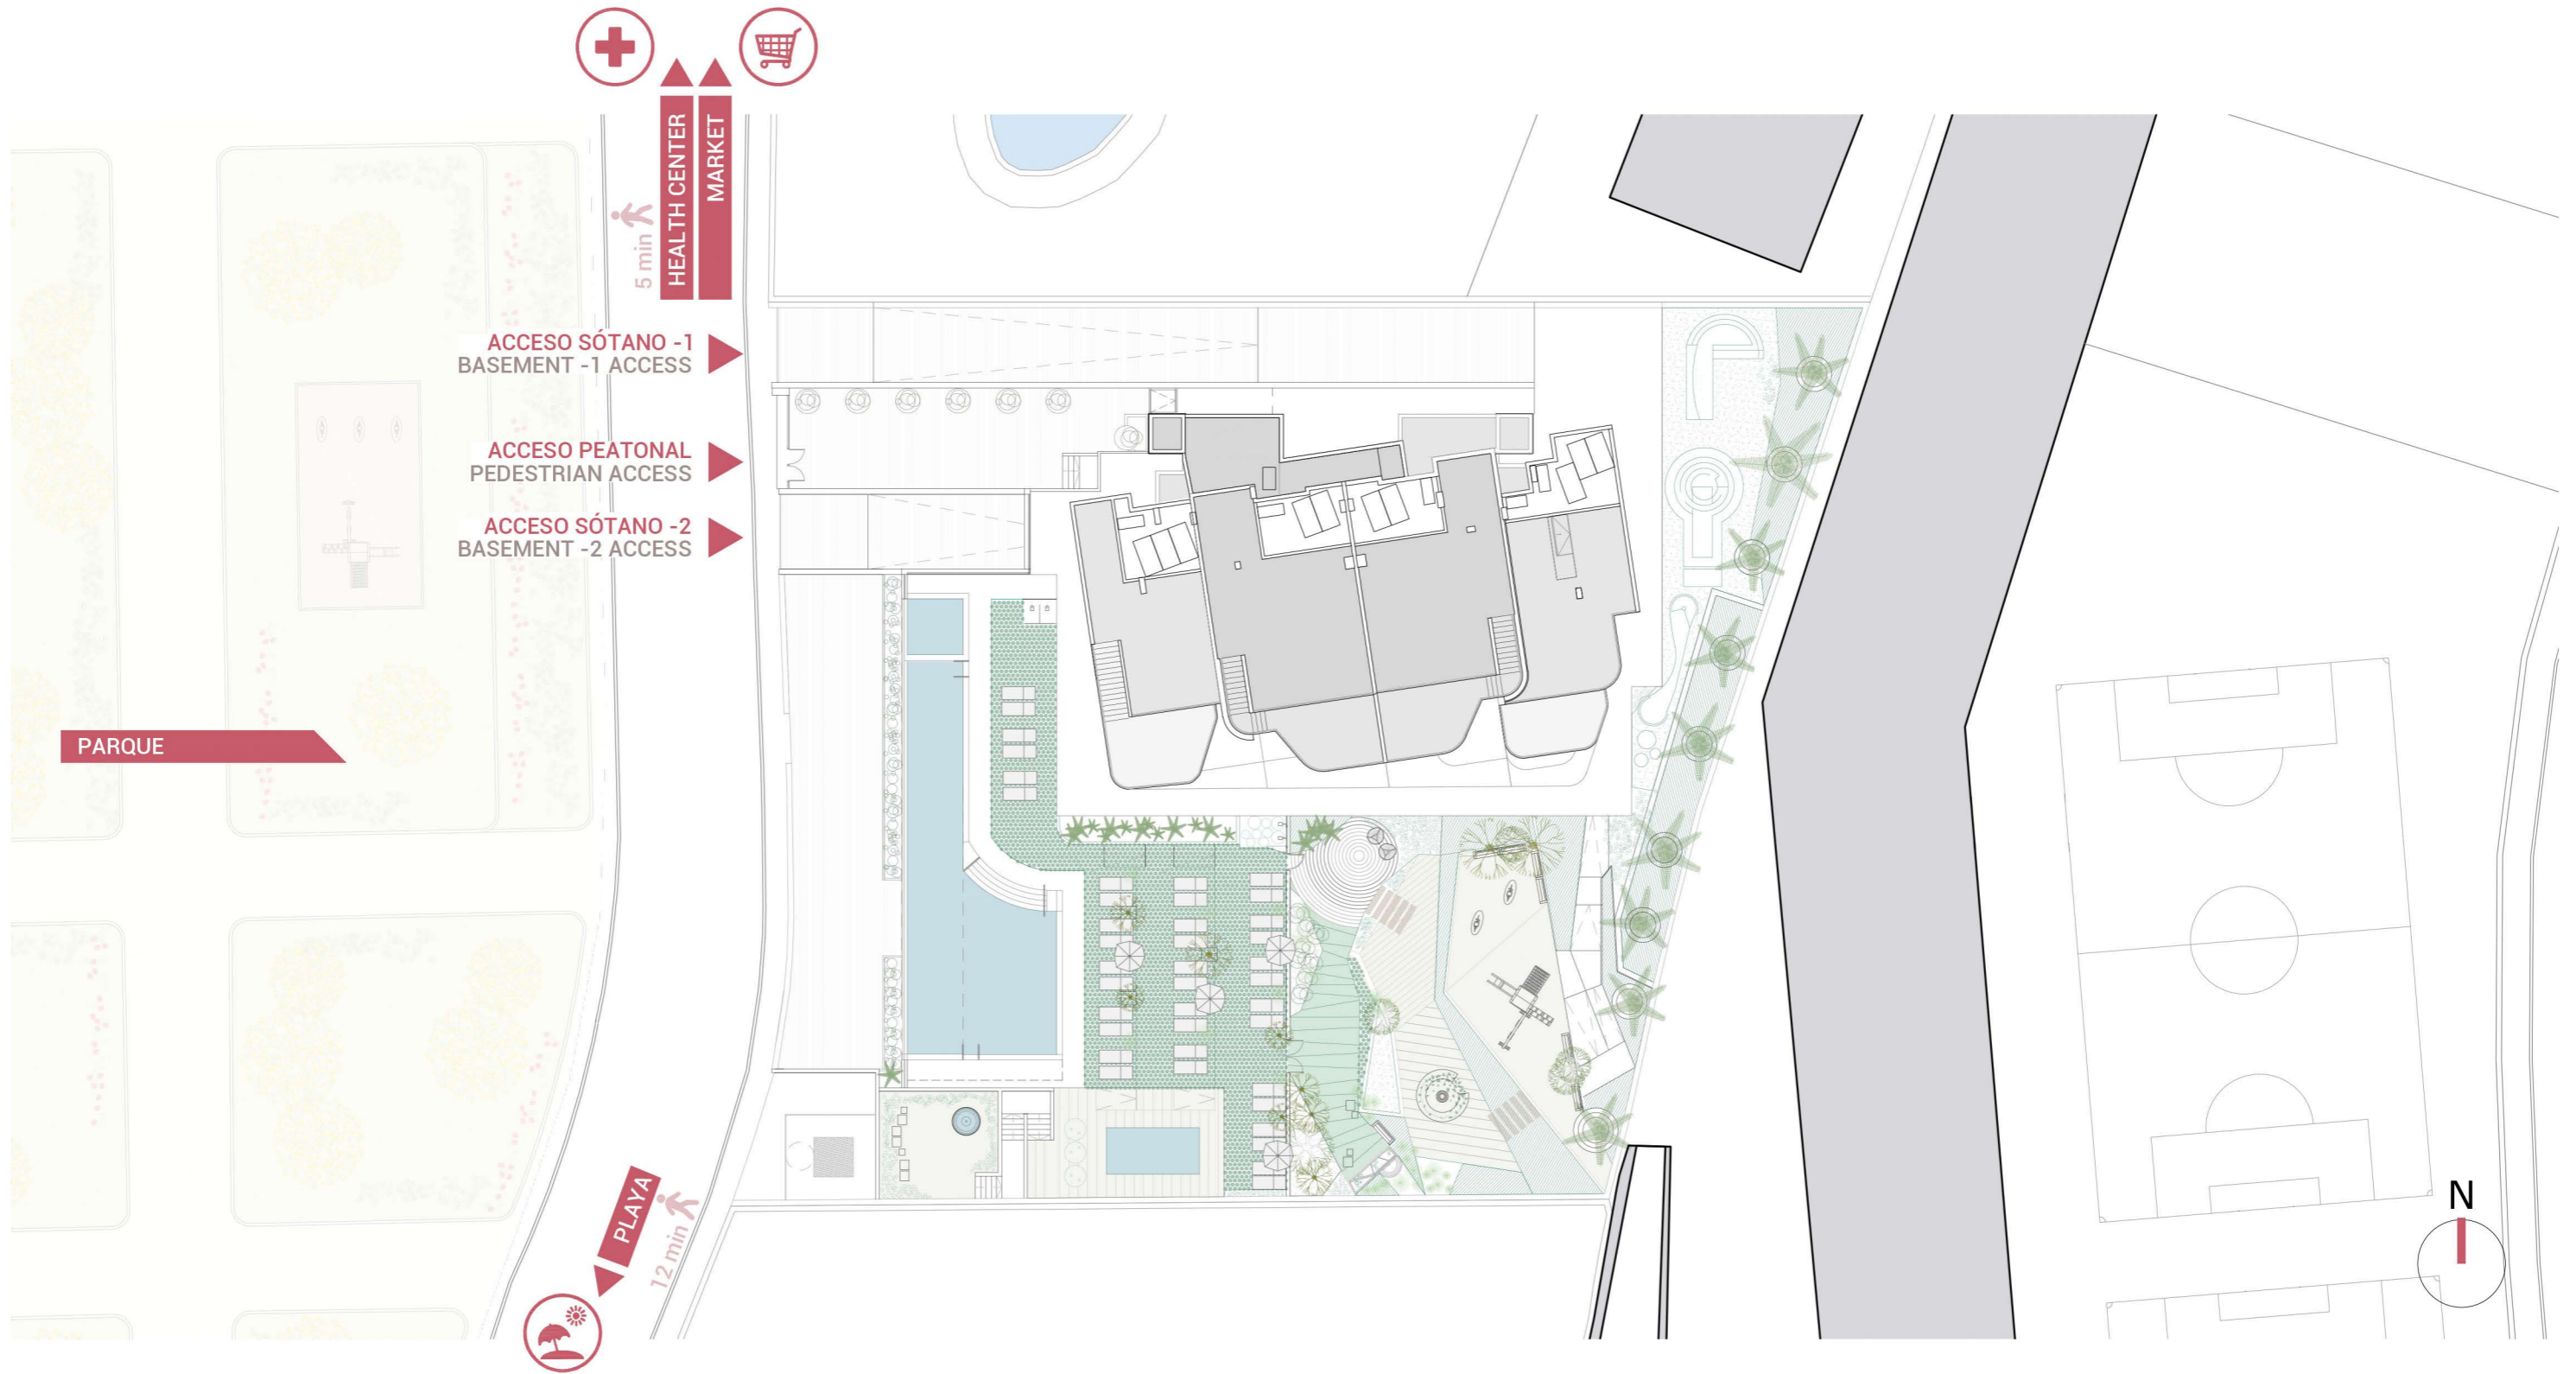 HEALTH CENTER
MARKET
5 min
ACCESO SÓTANO -1
BASEMENT -1 ACCESS
ACCESO PEATONAL
PEDESTRIAN ACCESS
ACCESO SÓTANO -2
BASEMENT -2 ACCESS
PARQUE
PLAYA
12 min
N